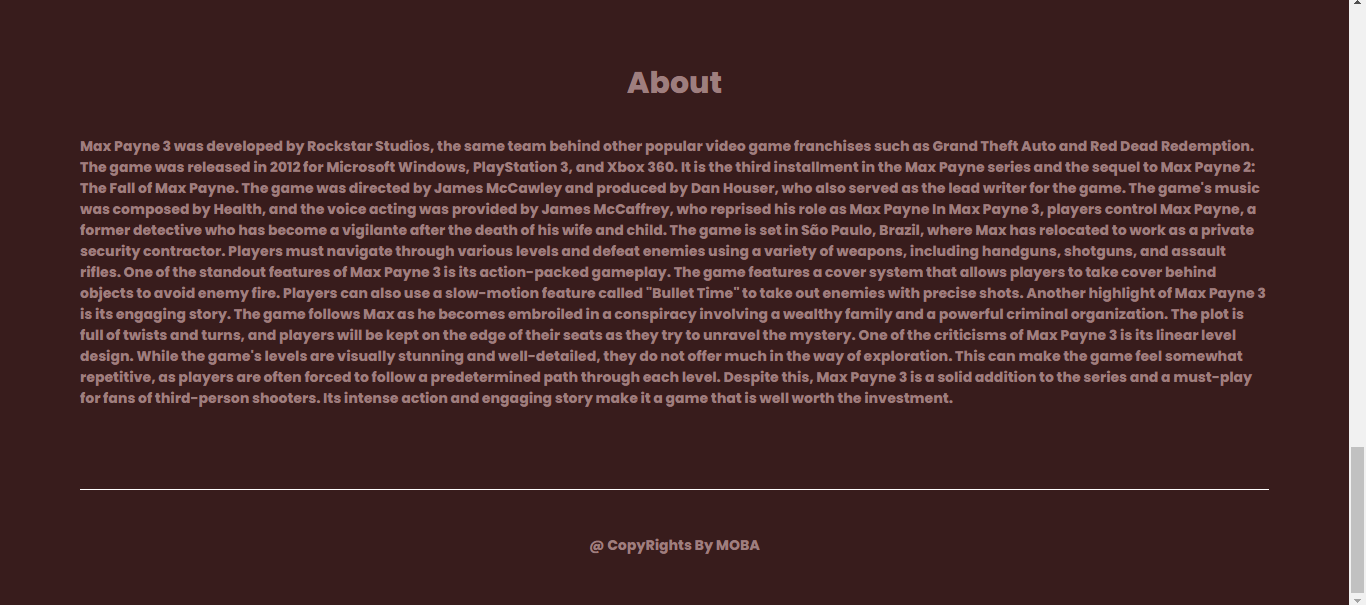 About
Max Payne 3 was developed by Rockstar Studios, the same team behind other popular video game franchises such as Grand Theft Auto and Red Dead Redemption.
The game was released in 2012 for Microsoft Windows, PlayStation 3, and Xbox 360. It is the third installment in the Max Payne series and the sequel to Max Payne 2:
The Fall of Max Payne. The game was directed by James McCawley and produced by Dan Houser, who also served as the lead writer for the game. The game's music
was composed by Health, and the voice acting was provided by James McCaffrey, who reprised his role as Max Payne In Max Payne 3, players control Max Payne, a
former detective who has become a vigilante after the death of his wife and child. The game is set in São Paulo, Brazil, where Max has relocated to work as a private
security contractor. Players must navigate through various levels and defeat enemies using a variety of weapons, including handguns, shotguns, and assault
rifles. One of the standout features of Max Payne 3 is its action-packed gameplay. The game features a cover system that allows players to take cover behind
objects to avoid enemy fire. Players can also use a slow-motion feature called "Bullet Time" to take out enemies with precise shots. Another highlight of Max Payne 3
is its engaging story. The game follows Max as he becomes embroiled in a conspiracy involving a wealthy family and a powerful criminal organization. The plot is
full of twists and turns, and players will be kept on the edge of their seats as they try to unravel the mystery. One of the criticisms of Max Payne 3 is its linear level
design. While the game's levels are visually stunning and well-detailed, they do not offer much in the way of exploration. This can make the game feel somewhat
repetitive, as players are often forced to follow a predetermined path through each level. Despite this, Max Payne 3 is a solid addition to the series and a must-play
for fans of third-person shooters. Its intense action and engaging story make it a game that is well worth the investment.
@ CopyRights By MOBA